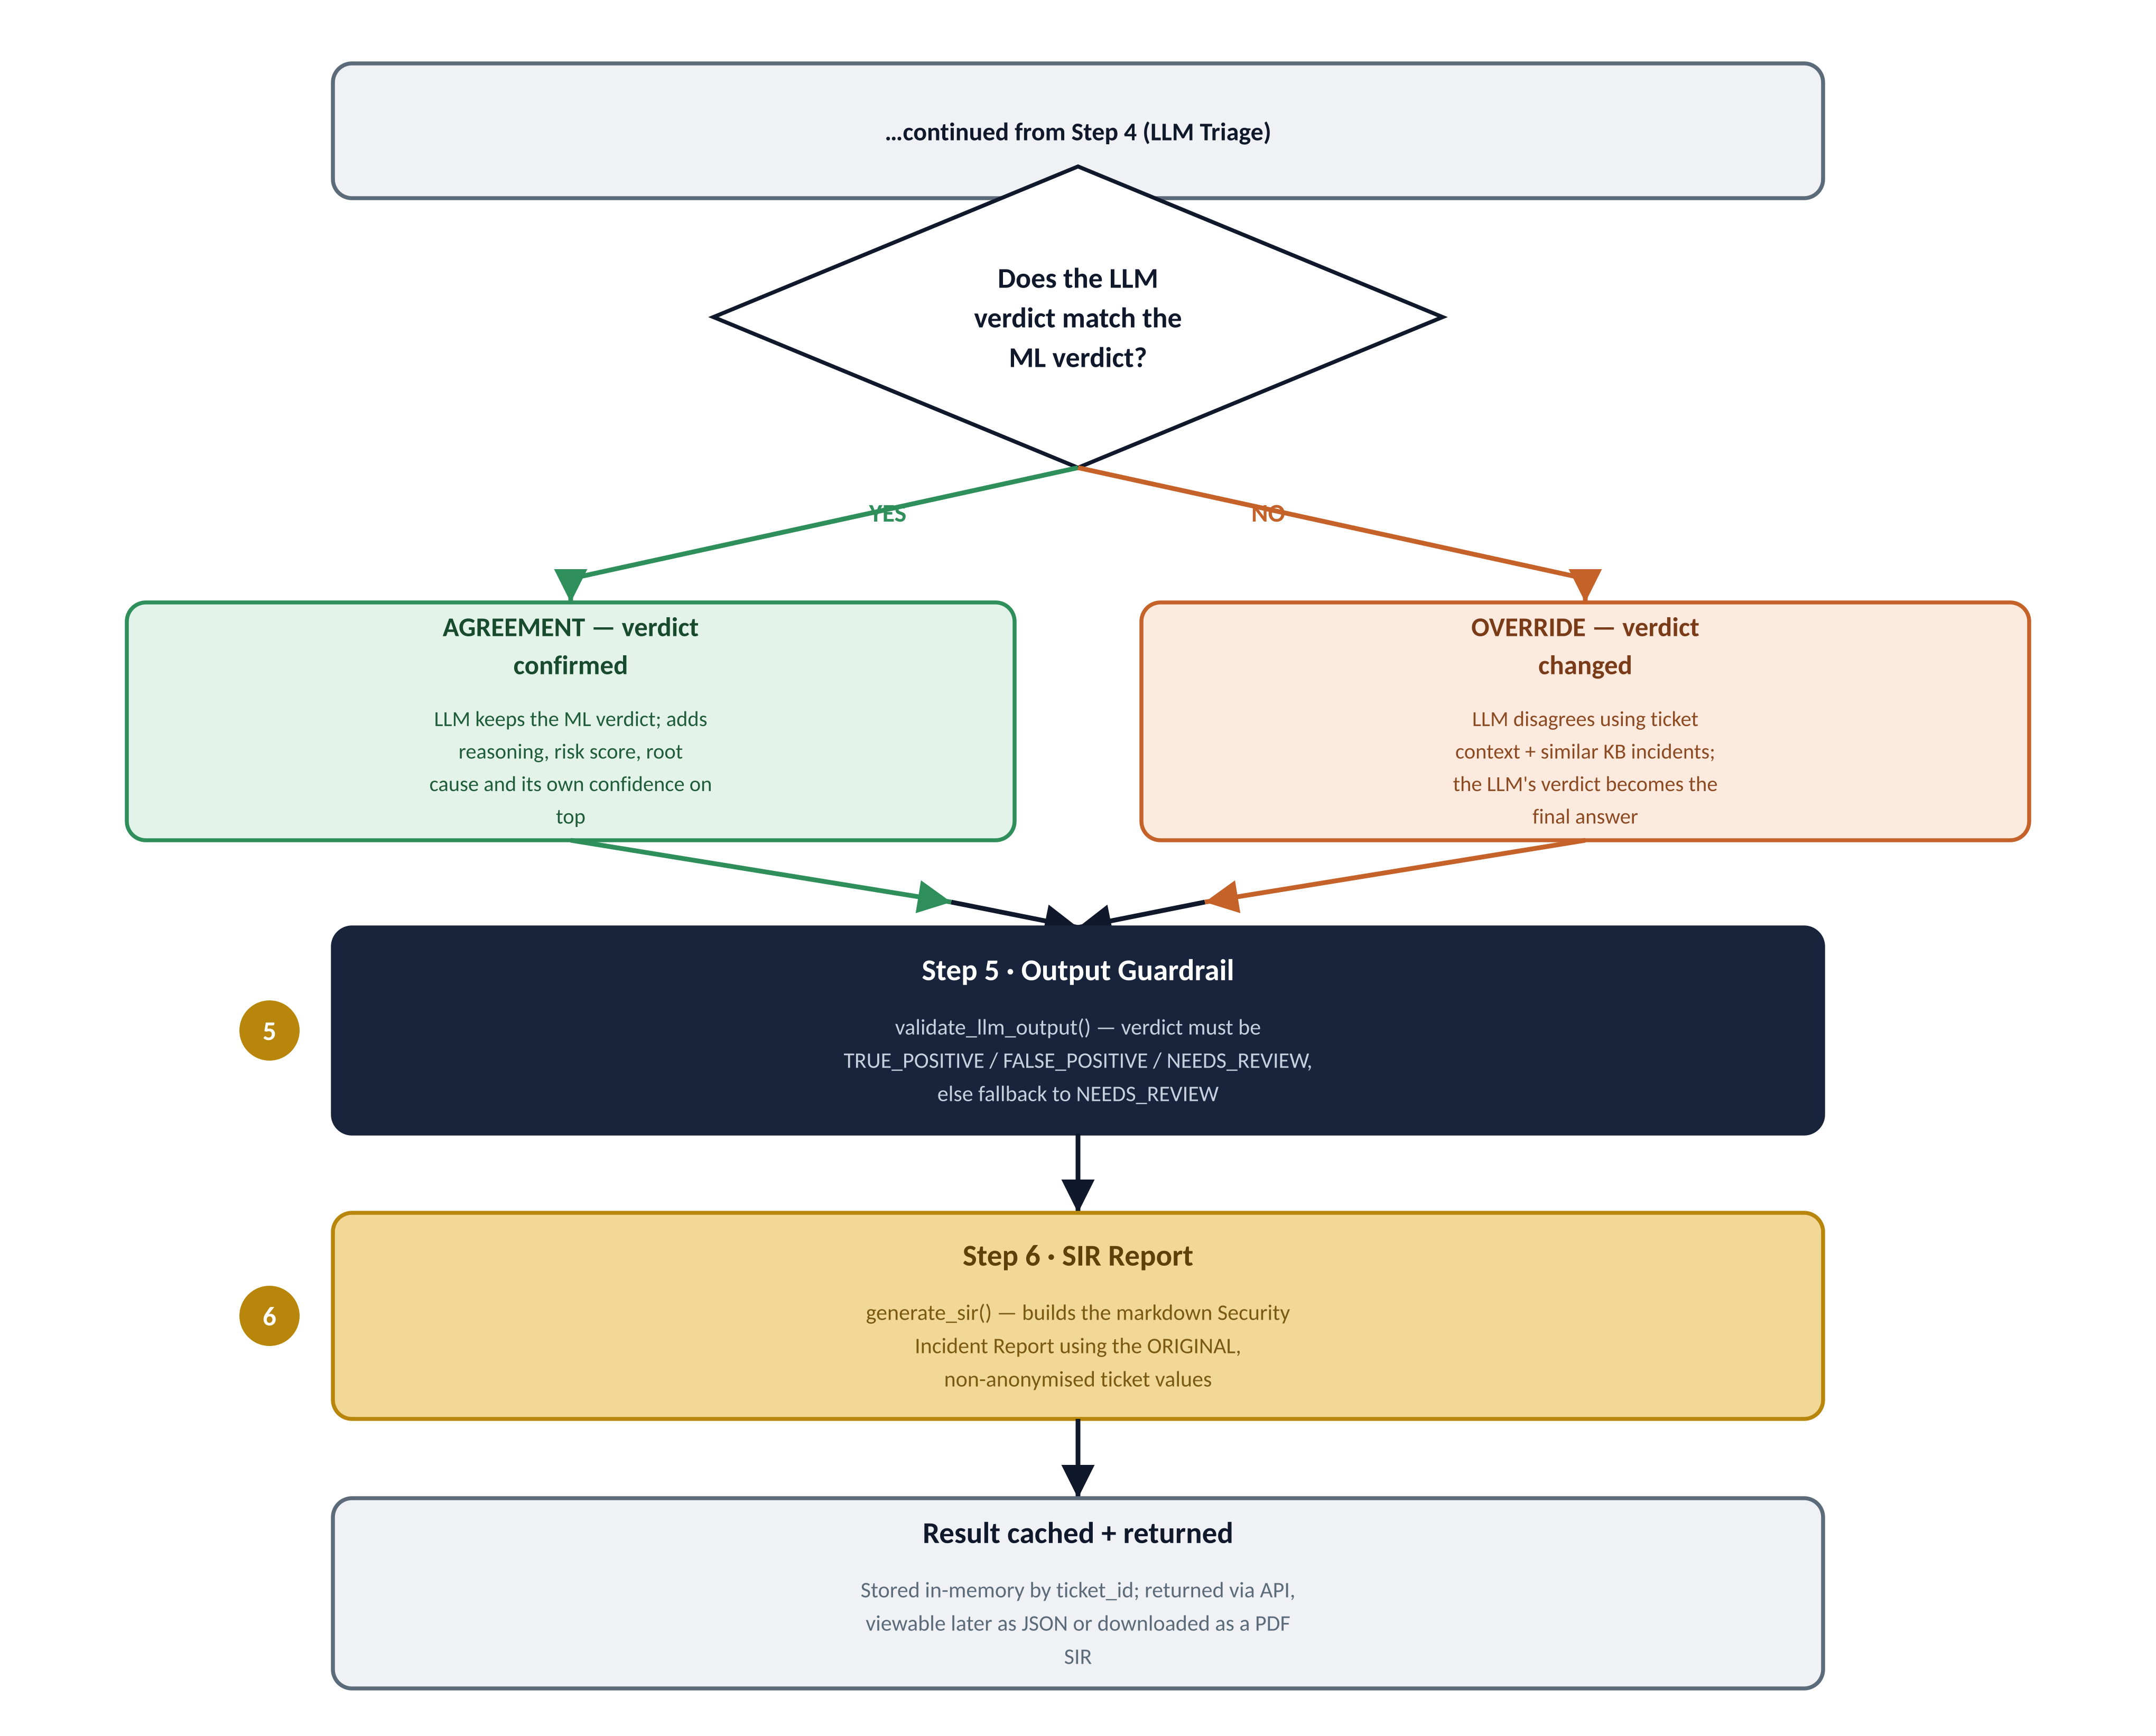 ...continued from Step 4 (LLM Triage)
Does the LLM
verdict match the
ML verdict?
YES
NO
AGREEMENT — verdict
confirmed
LLM keeps the ML verdict; adds
reasoning, risk score, root
cause and its own confidence on
top
OVERRIDE — verdict
changed
LLM disagrees using ticket
context + similar KB incidents;
the LLM's verdict becomes the
final answer
5
Step 5 · Output Guardrail
validate_llm_output() — verdict must be
TRUE_POSITIVE / FALSE_POSITIVE / NEEDS_REVIEW,
else fallback to NEEDS_REVIEW
6
Step 6 · SIR Report
generate_sir() — builds the markdown Security
Incident Report using the ORIGINAL,
non-anonymised ticket values
Result cached + returned
Stored in-memory by ticket_id; returned via API,
viewable later as JSON or downloaded as a PDF
SIR